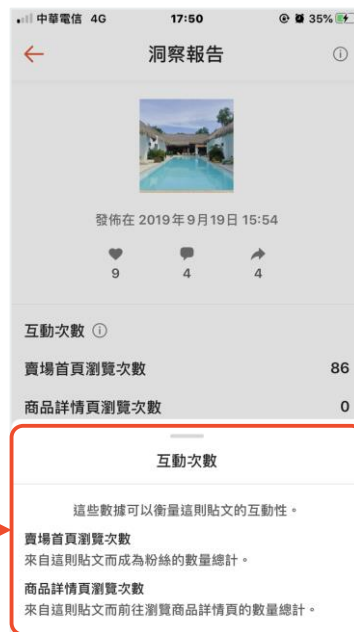 中華電信 4G 17:50 35%
洞察報告
發佈在 2019年9月19日 15:54
9 4 4
互動次數
賣場首頁瀏覽次數 86
商品詳情頁瀏覽次數 0
互動次數
這些數據可以衡量這則貼文的互動性。
賣場首頁瀏覽次數
來自這則貼文而成為粉絲的數量總計。
商品詳情頁瀏覽次數
來自這則貼文而前往瀏覽商品詳情頁的數量總計。